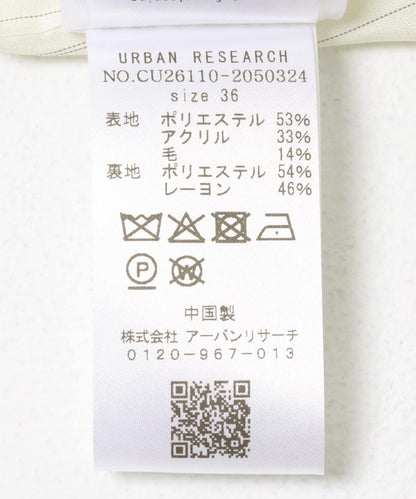 URBAN RESEARCH
NO.CU26110-2050324
size 36
表地 ポリエステル 53%
アクリル 33%
毛 14%
裏地 ポリエステル 54%
レーヨン 46%
P W
中国製
株式会社 アーバンリサーチ
0120-967-013